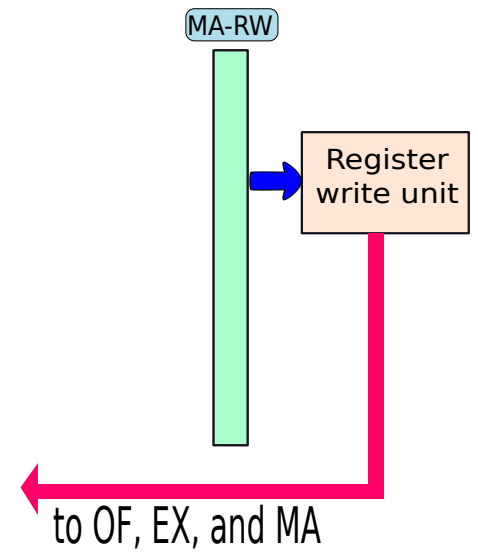 MA-RW
Register
write unit
to OF, EX, and MA